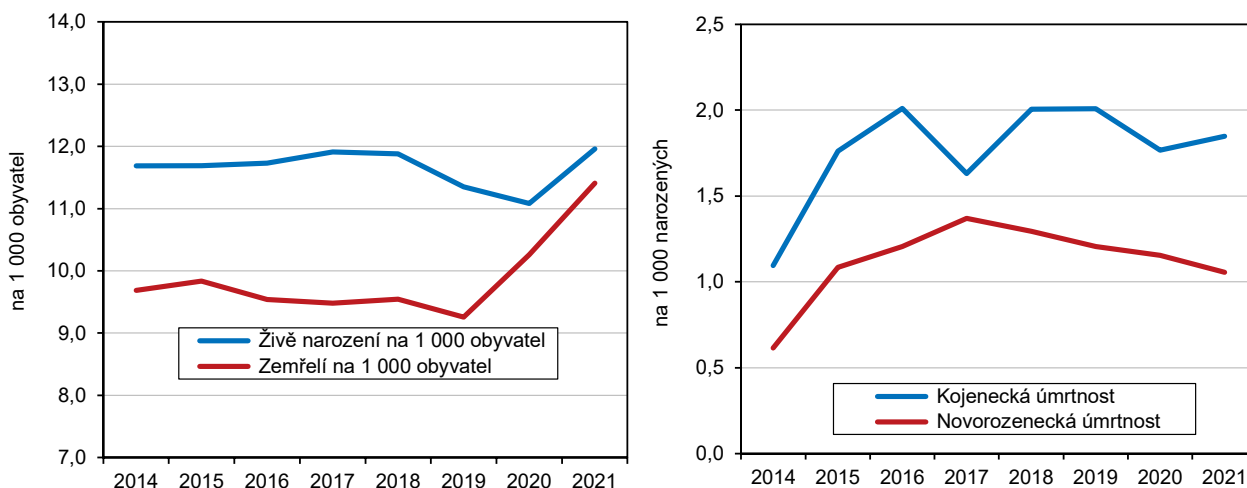 na 1 000 obyvatel
14,0
13,0
12,0
11,0
10,0
9,0
8,0
7,0
Živě narození na 1 000 obyvatel
Zemřelí na 1 000 obyvatel
2014 2015 2016 2017 2018 2019 2020 2021
na 1 000 narozených
2,5
2,0
1,5
1,0
0,5
0,0
Kojenecká úmrtnost
Novorozenecká úmrtnost
2014 2015 2016 2017 2018 2019 2020 2021